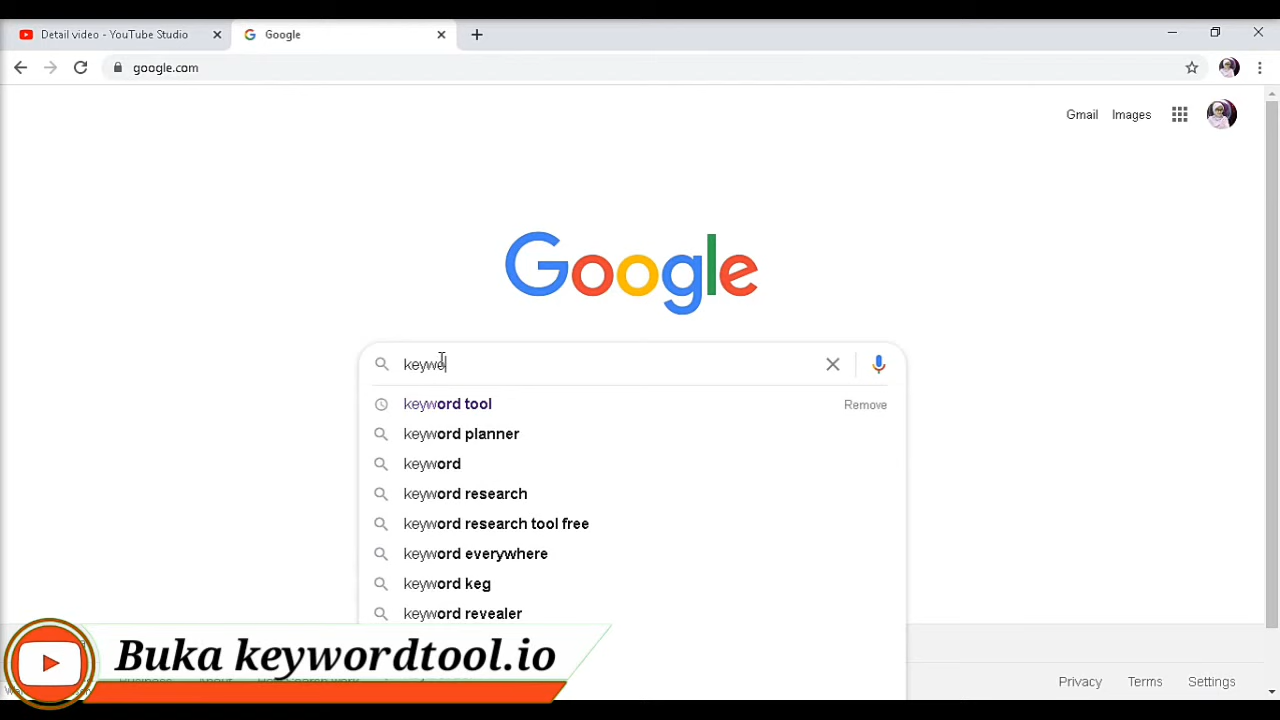 Detail video - YouTube Studio
Google
google.com
Gmail
Images
Google
keywo
keyword tool
Remove
keyword planner
keyword
keyword research
keyword research tool free
keyword everywhere
keyword keg
keyword revealer
Buka keywordtool.io
Privacy
Terms
Settings